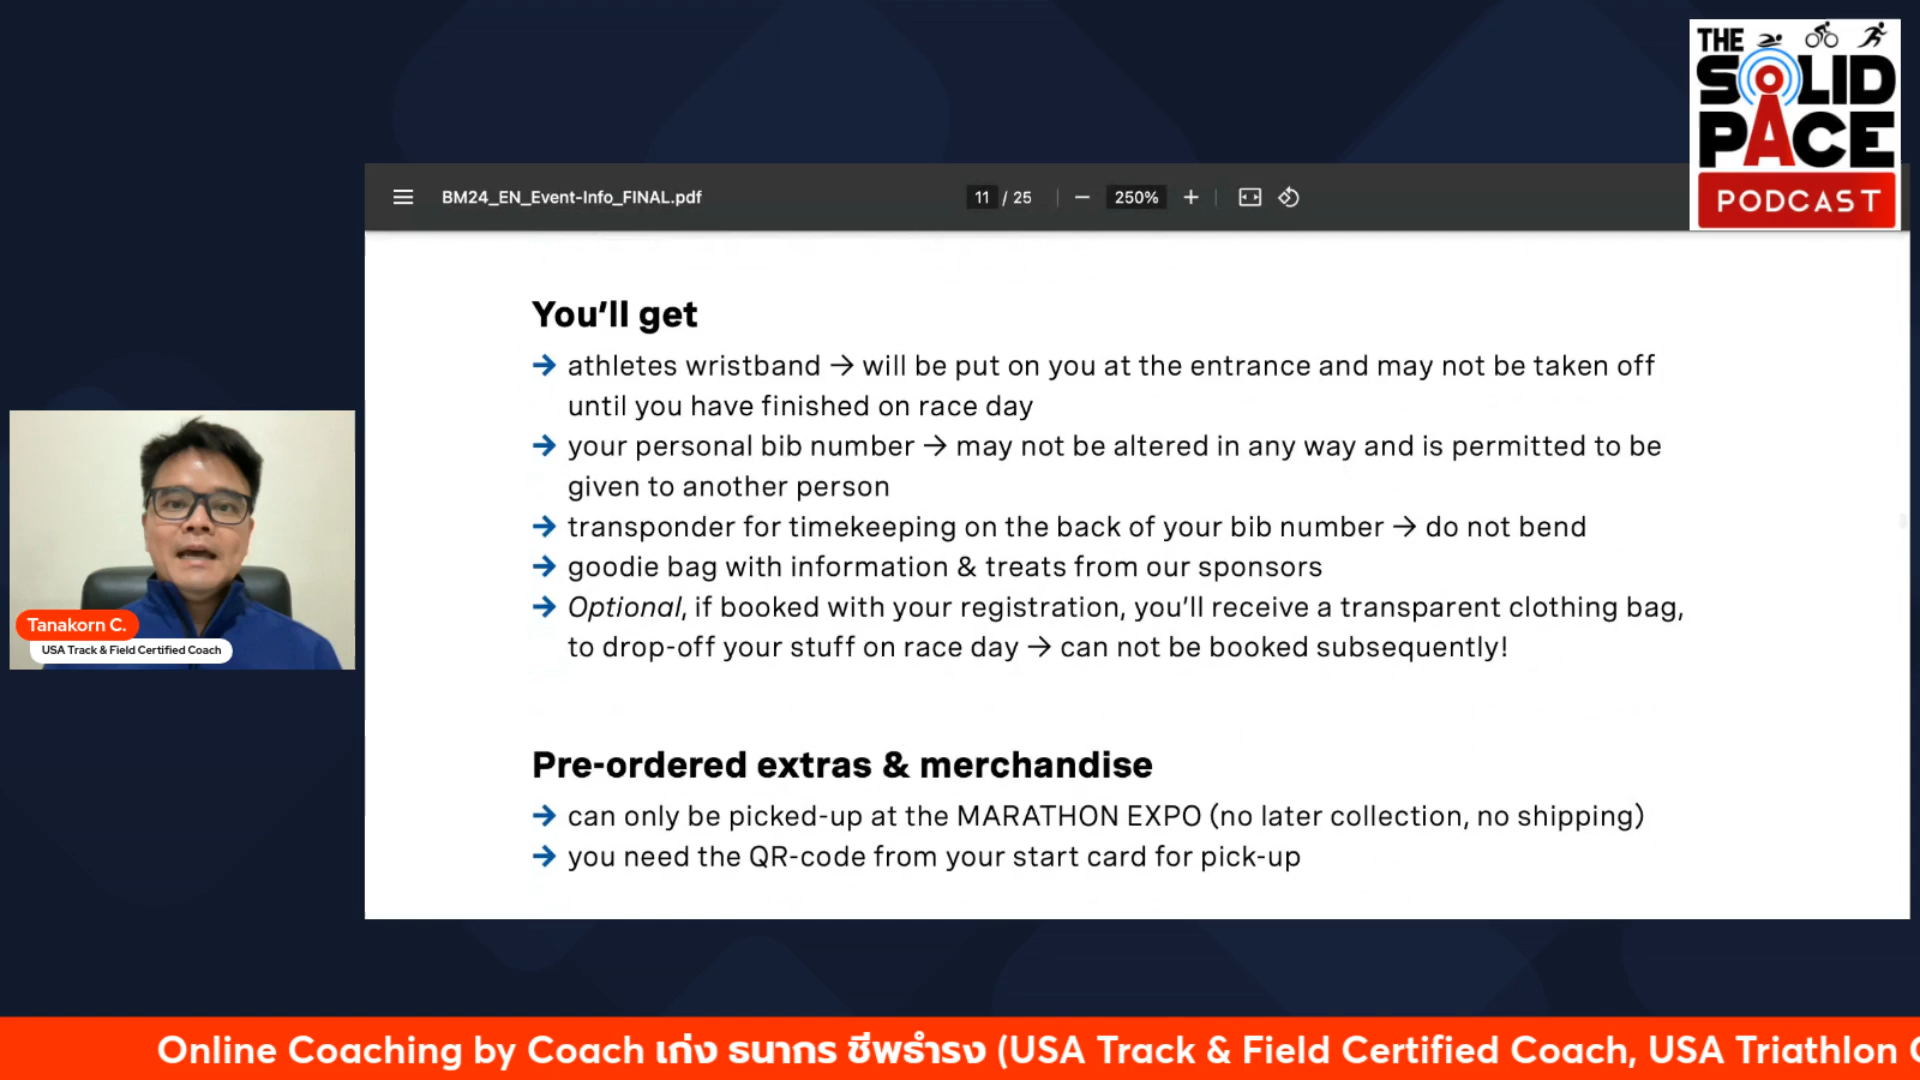 THE
SOLID
PACE
PODCAST
BM24_EN_Event-Info_FINAL.pdf
11 / 25
250%
You'll get
→ athletes wristband → will be put on you at the entrance and may not be taken off
until you have finished on race day
→ your personal bib number → may not be altered in any way and is permitted to be
given to another person
→ transponder for timekeeping on the back of your bib number → do not bend
→ goodie bag with information & treats from our sponsors
→ Optional, if booked with your registration, you'll receive a transparent clothing bag,
to drop-off your stuff on race day → can not be booked subsequently!
Pre-ordered extras & merchandise
→ can only be picked-up at the MARATHON EXPO (no later collection, no shipping)
→ you need the QR-code from your start card for pick-up
Tanakorn C.
USA Track & Field Certified Coach
Online Coaching by Coach เก่ง ธนากร ชีพธำรง (USA Track & Field Certified Coach, USA Triathlon